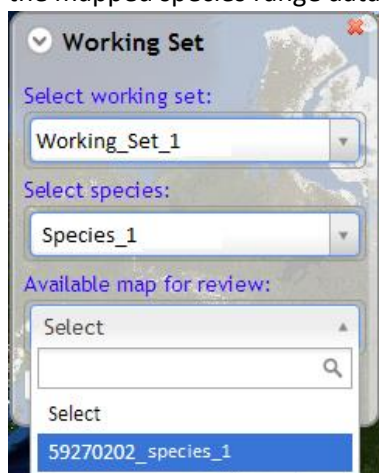 Working Set
Select working set:
Working_Set_1
Select species:
Species_1
Available map for review:
Select
Select
59270202_species_1